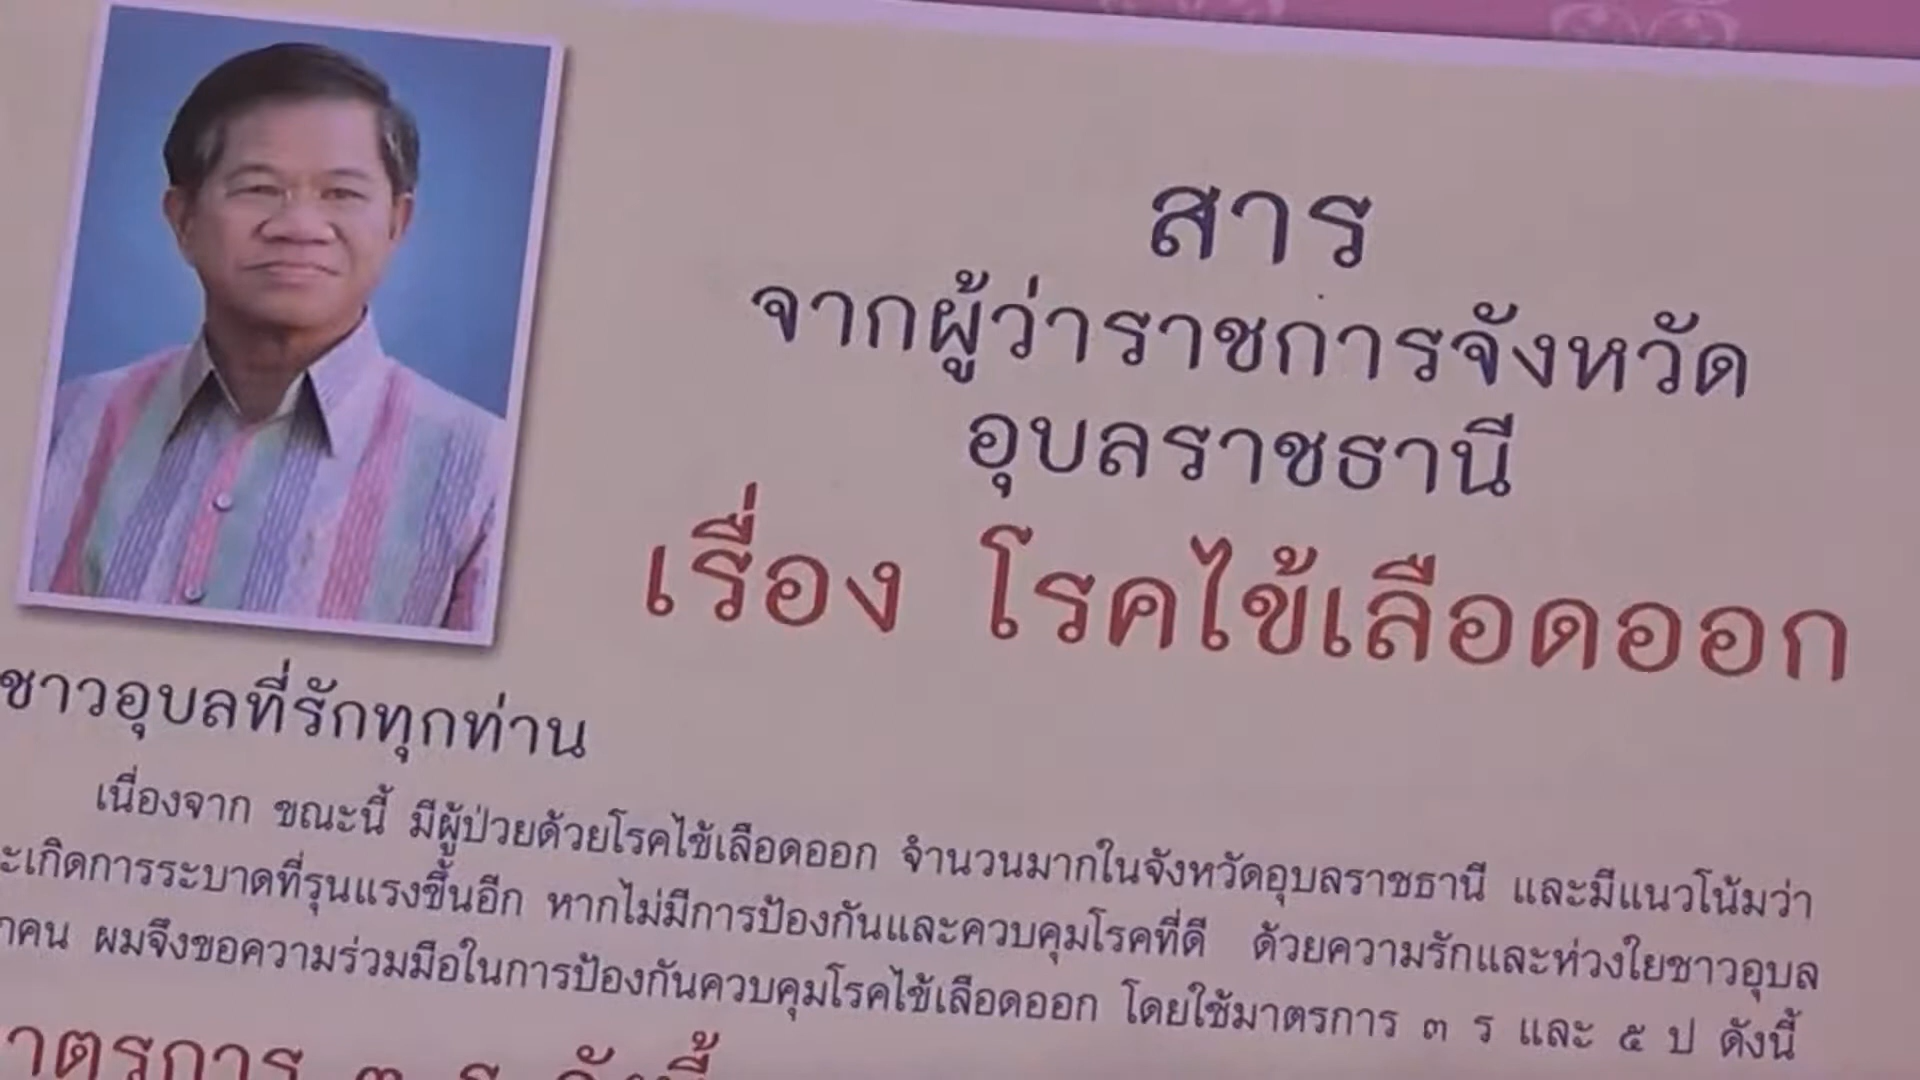 สาร
จากผู้ว่าราชการจังหวัด
อุบลราชธานี
เรื่อง โรคไข้เลือดออก
ชาวอุบลที่รักทุกท่าน
เนื่องจาก ขณะนี้ มีผู้ป่วยด้วยโรคไข้เลือดออก จำนวนมากในจังหวัดอุบลราชธานี และมีแนวโน้มว่า
ะเกิดการระบาดที่รุนแรงขึ้นอีก หากไม่มีการป้องกันและควบคุมโรคที่ดี ด้วยความรักและห่วงใยชาวอุบล
กคน ผมจึงขอความร่วมมือในการป้องกันควบคุมโรคไข้เลือดออก โดยใช้มาตรการ ๓ ร และ ๕ ป ดังนี้
าตรการ ๓ ร ดังนี้